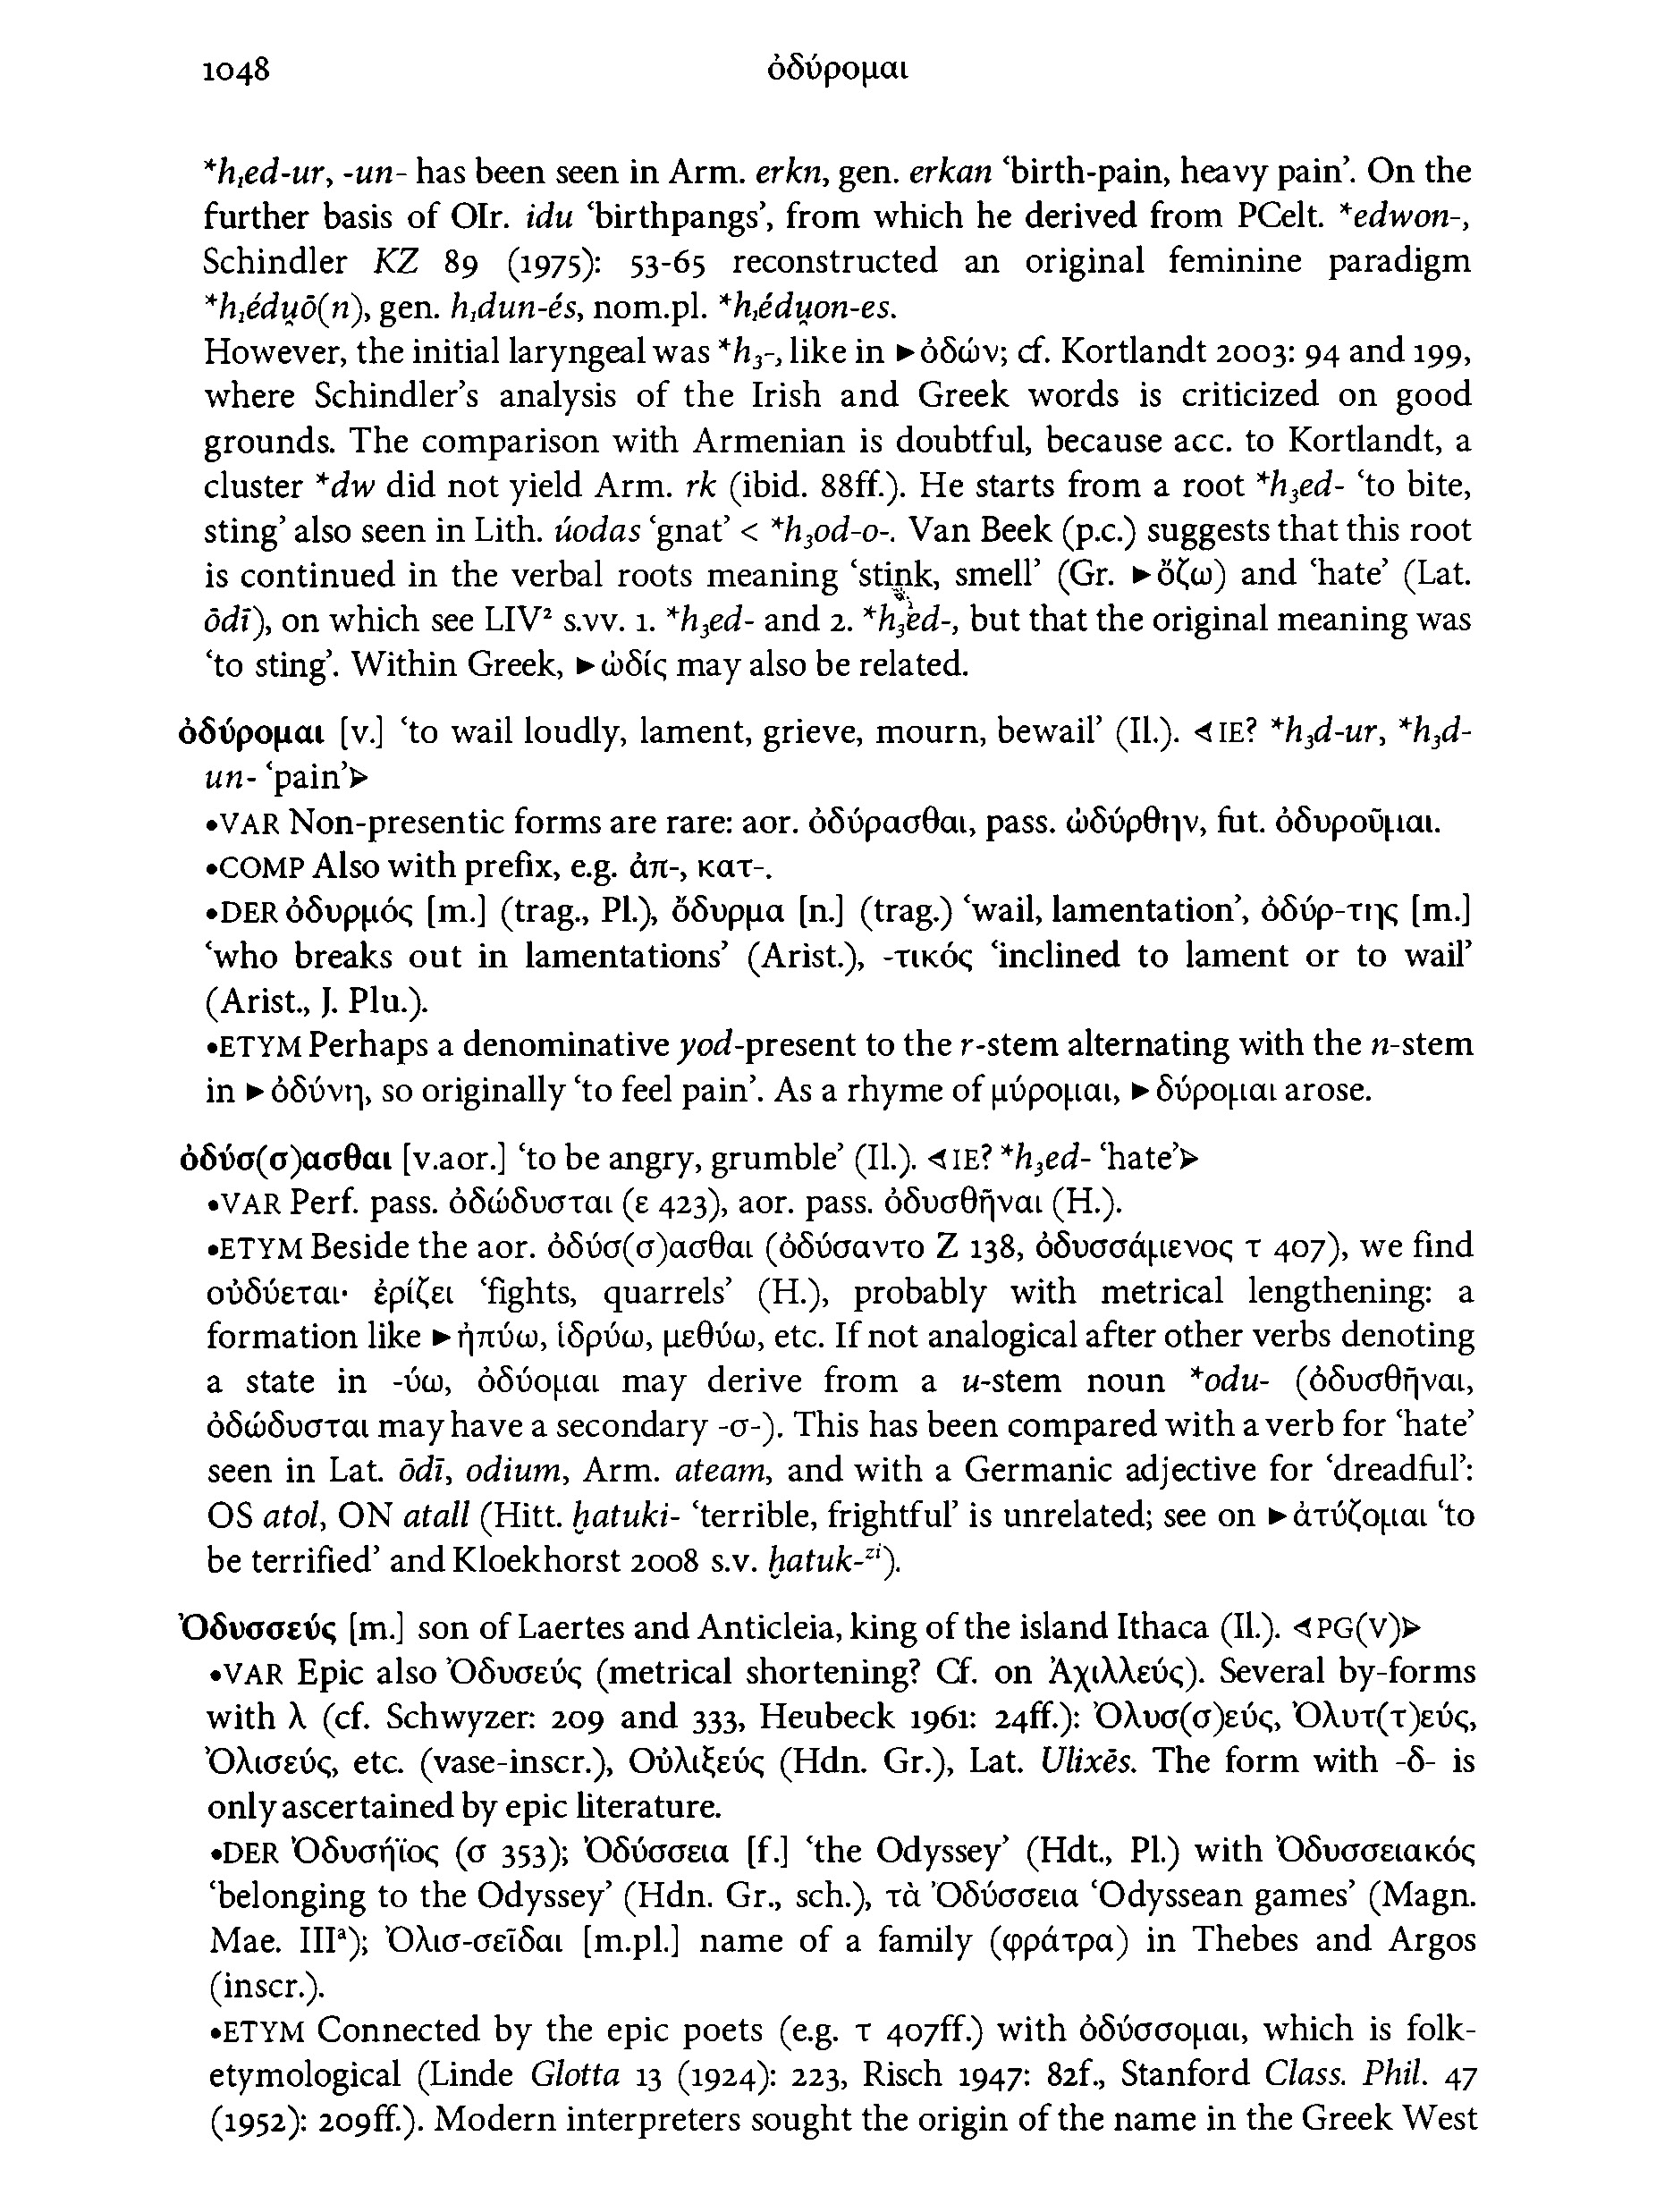 1048 ὀδύρομαι
*h₁ed-ur, -un- has been seen in Arm. erkn, gen. erkan ‘birth-pain, heavy pain’. On the
further basis of OIr. idu ‘birthpangs’, from which he derived from PCelt. *edwon-,
Schindler KZ 89 (1975): 53-65 reconstructed an original feminine paradigm
*h₁édu̯ō(n), gen. h₁dun-és, nom.pl. *h₁édu̯on-es.
However, the initial laryngeal was *h₃-, like in ►ὀδών; cf. Kortlandt 2003: 94 and 199,
where Schindler’s analysis of the Irish and Greek words is criticized on good
grounds. The comparison with Armenian is doubtful, because acc. to Kortlandt, a
cluster *dw did not yield Arm. rk (ibid. 88ff.). He starts from a root *h₃ed- ‘to bite,
sting’ also seen in Lith. úodas ‘gnat’ < *h₃od-o-. Van Beek (p.c.) suggests that this root
is continued in the verbal roots meaning ‘stink, smell’ (Gr. ►ὄζω) and ‘hate’ (Lat.
ōdī), on which see LIV² s.vv. 1. *h₃ed- and 2. *h₃ed-, but that the original meaning was
‘to sting’. Within Greek, ►ὠδίς may also be related.
ὀδύρομαι [v.] ‘to wail loudly, lament, grieve, mourn, bewail’ (Il.). ⊲IE? *h₃d-ur, *h₃d-
un- ‘pain’⊳
•VAR Non-presentic forms are rare: aor. ὀδύρασθαι, pass. ὠδύρθην, fut. ὀδυροῦμαι.
•COMP Also with prefix, e.g. ἀπ-, κατ-.
•DER ὀδυρμός [m.] (trag., Pl.), ὄδυρμα [n.] (trag.) ‘wail, lamentation’, ὀδύρ-της [m.]
‘who breaks out in lamentations’ (Arist.), -τικός ‘inclined to lament or to wail’
(Arist., J. Plu.).
•ETYM Perhaps a denominative yod-present to the r-stem alternating with the n-stem
in ►ὀδύνη, so originally ‘to feel pain’. As a rhyme of μύρομαι, ►δύρομαι arose.
ὀδύσ(σ)ασθαι [v.aor.] ‘to be angry, grumble’ (Il.). ⊲IE? *h₃ed- ‘hate’⊳
•VAR Perf. pass. ὀδώδυσται (ε 423), aor. pass. ὀδυσθῆναι (H.).
•ETYM Beside the aor. ὀδύσ(σ)ασθαι (ὀδύσαντο Ζ 138, ὀδυσσάμενος τ 407), we find
οὐδύεται· ἐρίζει ‘fights, quarrels’ (H.), probably with metrical lengthening: a
formation like ►ἠπύω, ἱδρύω, μεθύω, etc. If not analogical after other verbs denoting
a state in -ύω, ὀδύομαι may derive from a u-stem noun *odu- (ὀδυσθῆναι,
ὀδώδυσται may have a secondary -σ-). This has been compared with a verb for ‘hate’
seen in Lat. ōdī, odium, Arm. ateam, and with a Germanic adjective for ‘dreadful’:
OS atol, ON atall (Hitt. ḫatuki- ‘terrible, frightful’ is unrelated; see on ►ἀτύζομαι ‘to
be terrified’ and Kloekhorst 2008 s.v. ḫatuk-ᶻⁱ).
Ὀδυσσεύς [m.] son of Laertes and Anticleia, king of the island Ithaca (Il.). ⊲PG(V)⊳
•VAR Epic also Ὀδυσεύς (metrical shortening? Cf. on Ἀχιλλεύς). Several by-forms
with λ (cf. Schwyzer: 209 and 333, Heubeck 1961: 24ff.): Ὀλυσ(σ)εύς, Ὀλυτ(τ)εύς,
Ὀλισεύς, etc. (vase-inscr.), Οὐλιξεύς (Hdn. Gr.), Lat. Ulixēs. The form with -δ- is
only ascertained by epic literature.
•DER Ὀδυσήϊος (σ 353); Ὀδύσσεια [f.] ‘the Odyssey’ (Hdt., Pl.) with Ὀδυσσειακός
‘belonging to the Odyssey’ (Hdn. Gr., sch.), τὰ Ὀδύσσεια ‘Odyssean games’ (Magn.
Mae. IIIᵃ); Ὀλισ-σεῖδαι [m.pl.] name of a family (φράτρα) in Thebes and Argos
(inscr.).
•ETYM Connected by the epic poets (e.g. τ 407ff.) with ὀδύσσομαι, which is folk-
etymological (Linde Glotta 13 (1924): 223, Risch 1947: 82f., Stanford Class. Phil. 47
(1952): 209ff.). Modern interpreters sought the origin of the name in the Greek West